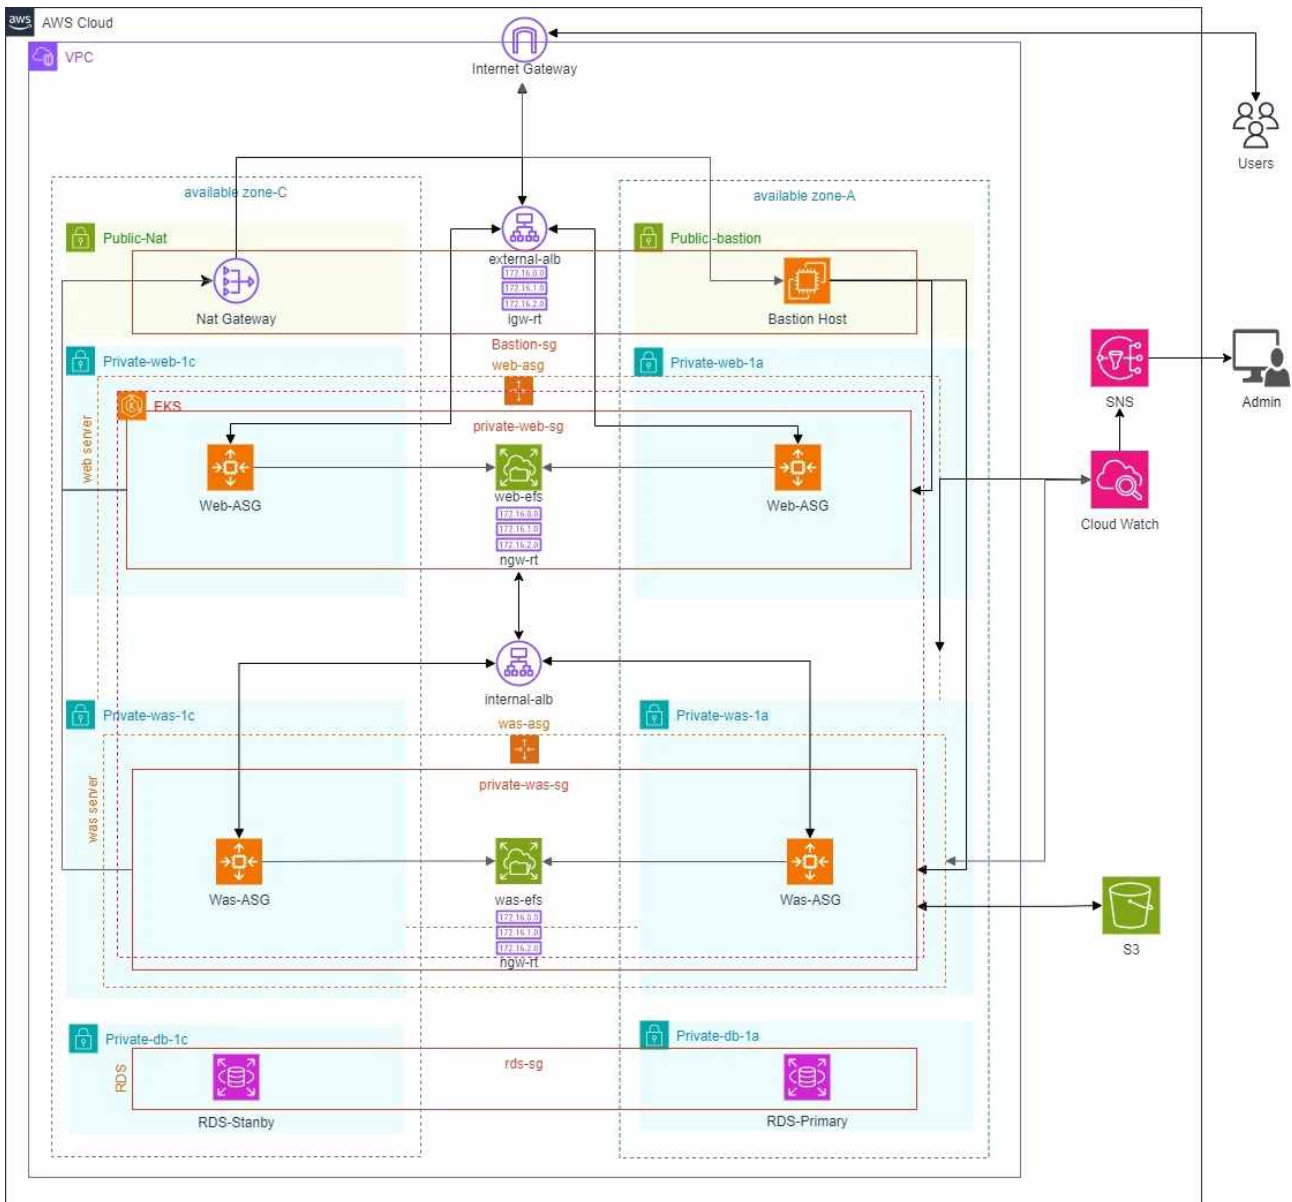 aws
AWS Cloud
VPC
Internet Gateway
Users
available zone-C
available zone-A
Public-Nat
Public-bastion
external-alb
172.16.0.0
172.16.1.0
172.16.2.0
igw-rt
Nat Gateway
Bastion Host
Bastion-sg
Private-web-1c
web-asg
Private-web-1a
SNS
Admin
EKS
private-web-sg
web server
Web-ASG
web-efs
Web-ASG
172.16.0.0
172.16.1.0
172.16.2.0
ngw-rt
Cloud Watch
internal-alb
Private-was-1c
was-asg
Private-was-1a
private-was-sg
was server
Was-ASG
was-efs
Was-ASG
172.16.0.0
172.16.1.0
172.16.2.0
ngw-rt
S3
Private-db-1c
Private-db-1a
RDS
rds-sg
RDS-Stanby
RDS-Primary